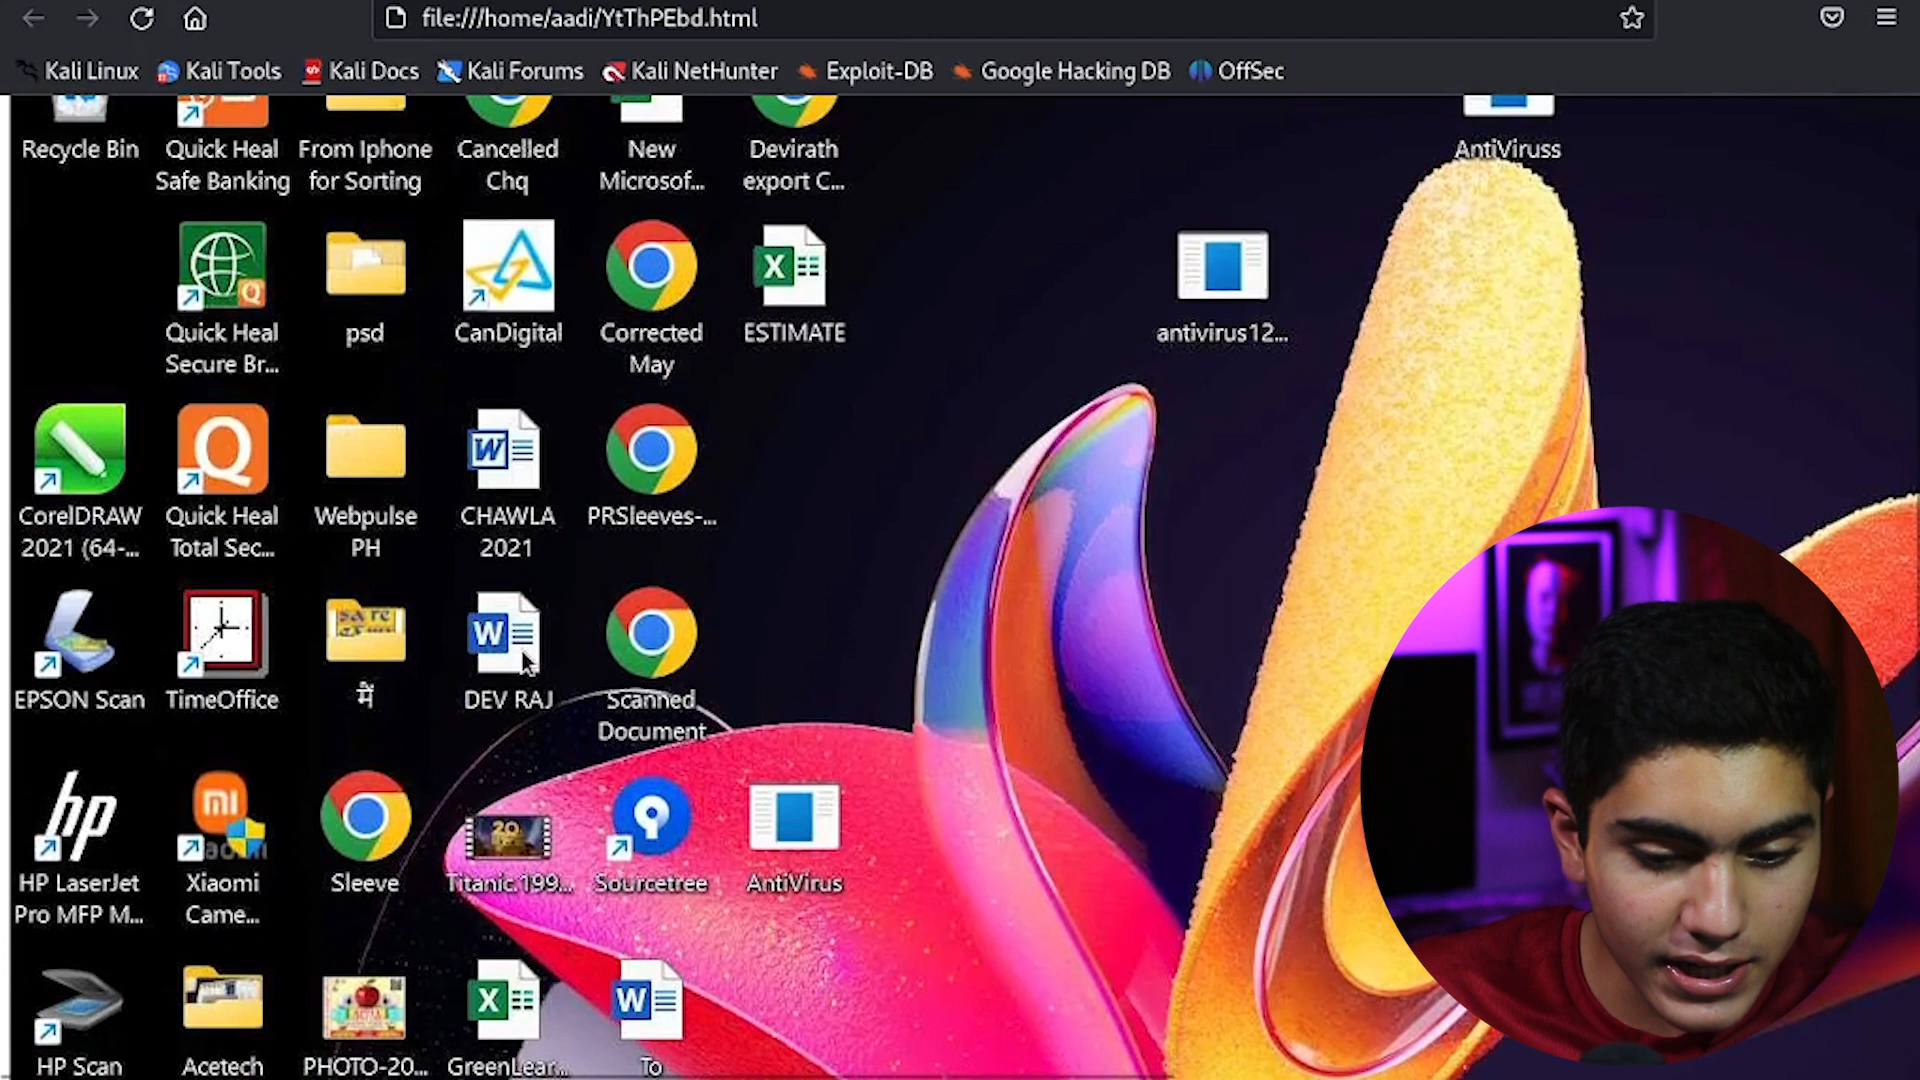 file:///home/aadi/YtThPEbd.html
Kali Linux
Kali Tools
Kali Docs
Kali Forums
Kali NetHunter
Exploit-DB
Google Hacking DB
OffSec
Recycle Bin
Quick Heal
Safe Banking
From Iphone
for Sorting
Cancelled
Chq
New
Microsof...
Devirath
export C...
AntiViruss
Quick Heal
Secure Br...
psd
CanDigital
Corrected
May
ESTIMATE
antivirus12...
CorelDRAW
2021 (64-...
Quick Heal
Total Sec...
Webpulse
PH
CHAWLA
2021
PRSleeves-...
EPSON Scan
TimeOffice
में
DEV RAJ
Scanned
Document
HP LaserJet
Pro MFP M...
Xiaomi
Came...
Sleeve
Titanic.199...
Sourcetree
AntiVirus
HP Scan
Acetech
PHOTO-20...
GreenLear...
To